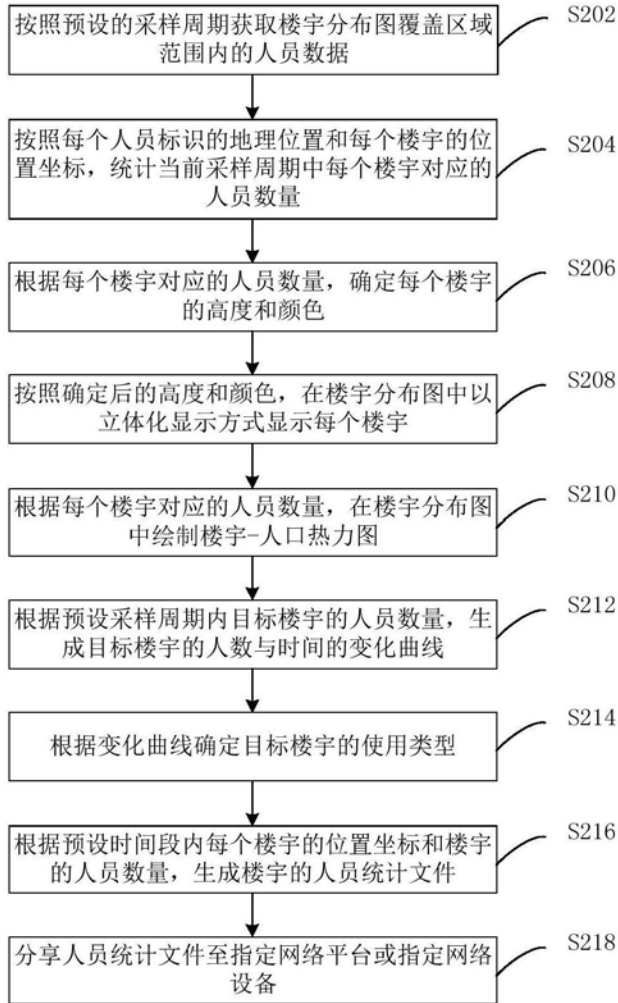 按照预设的采样周期获取楼宇分布图覆盖区域
范围内的人员数据
S202
按照每个人员标识的地理位置和每个楼宇的位
置坐标，统计当前采样周期中每个楼宇对应的
人员数量
S204
根据每个楼宇对应的人员数量，确定每个楼宇
的高度和颜色
S206
按照确定后的高度和颜色，在楼宇分布图中以
立体化显示方式显示每个楼宇
S208
根据每个楼宇对应的人员数量，在楼宇分布图
中绘制楼宇-人口热力图
S210
根据预设采样周期内目标楼宇的人员数量，生
成目标楼宇的人数与时间的变化曲线
S212
根据变化曲线确定目标楼宇的使用类型
S214
根据预设时间段内每个楼宇的位置坐标和楼宇
的人员数量，生成楼宇的人员统计文件
S216
分享人员统计文件至指定网络平台或指定网络
设备
S218